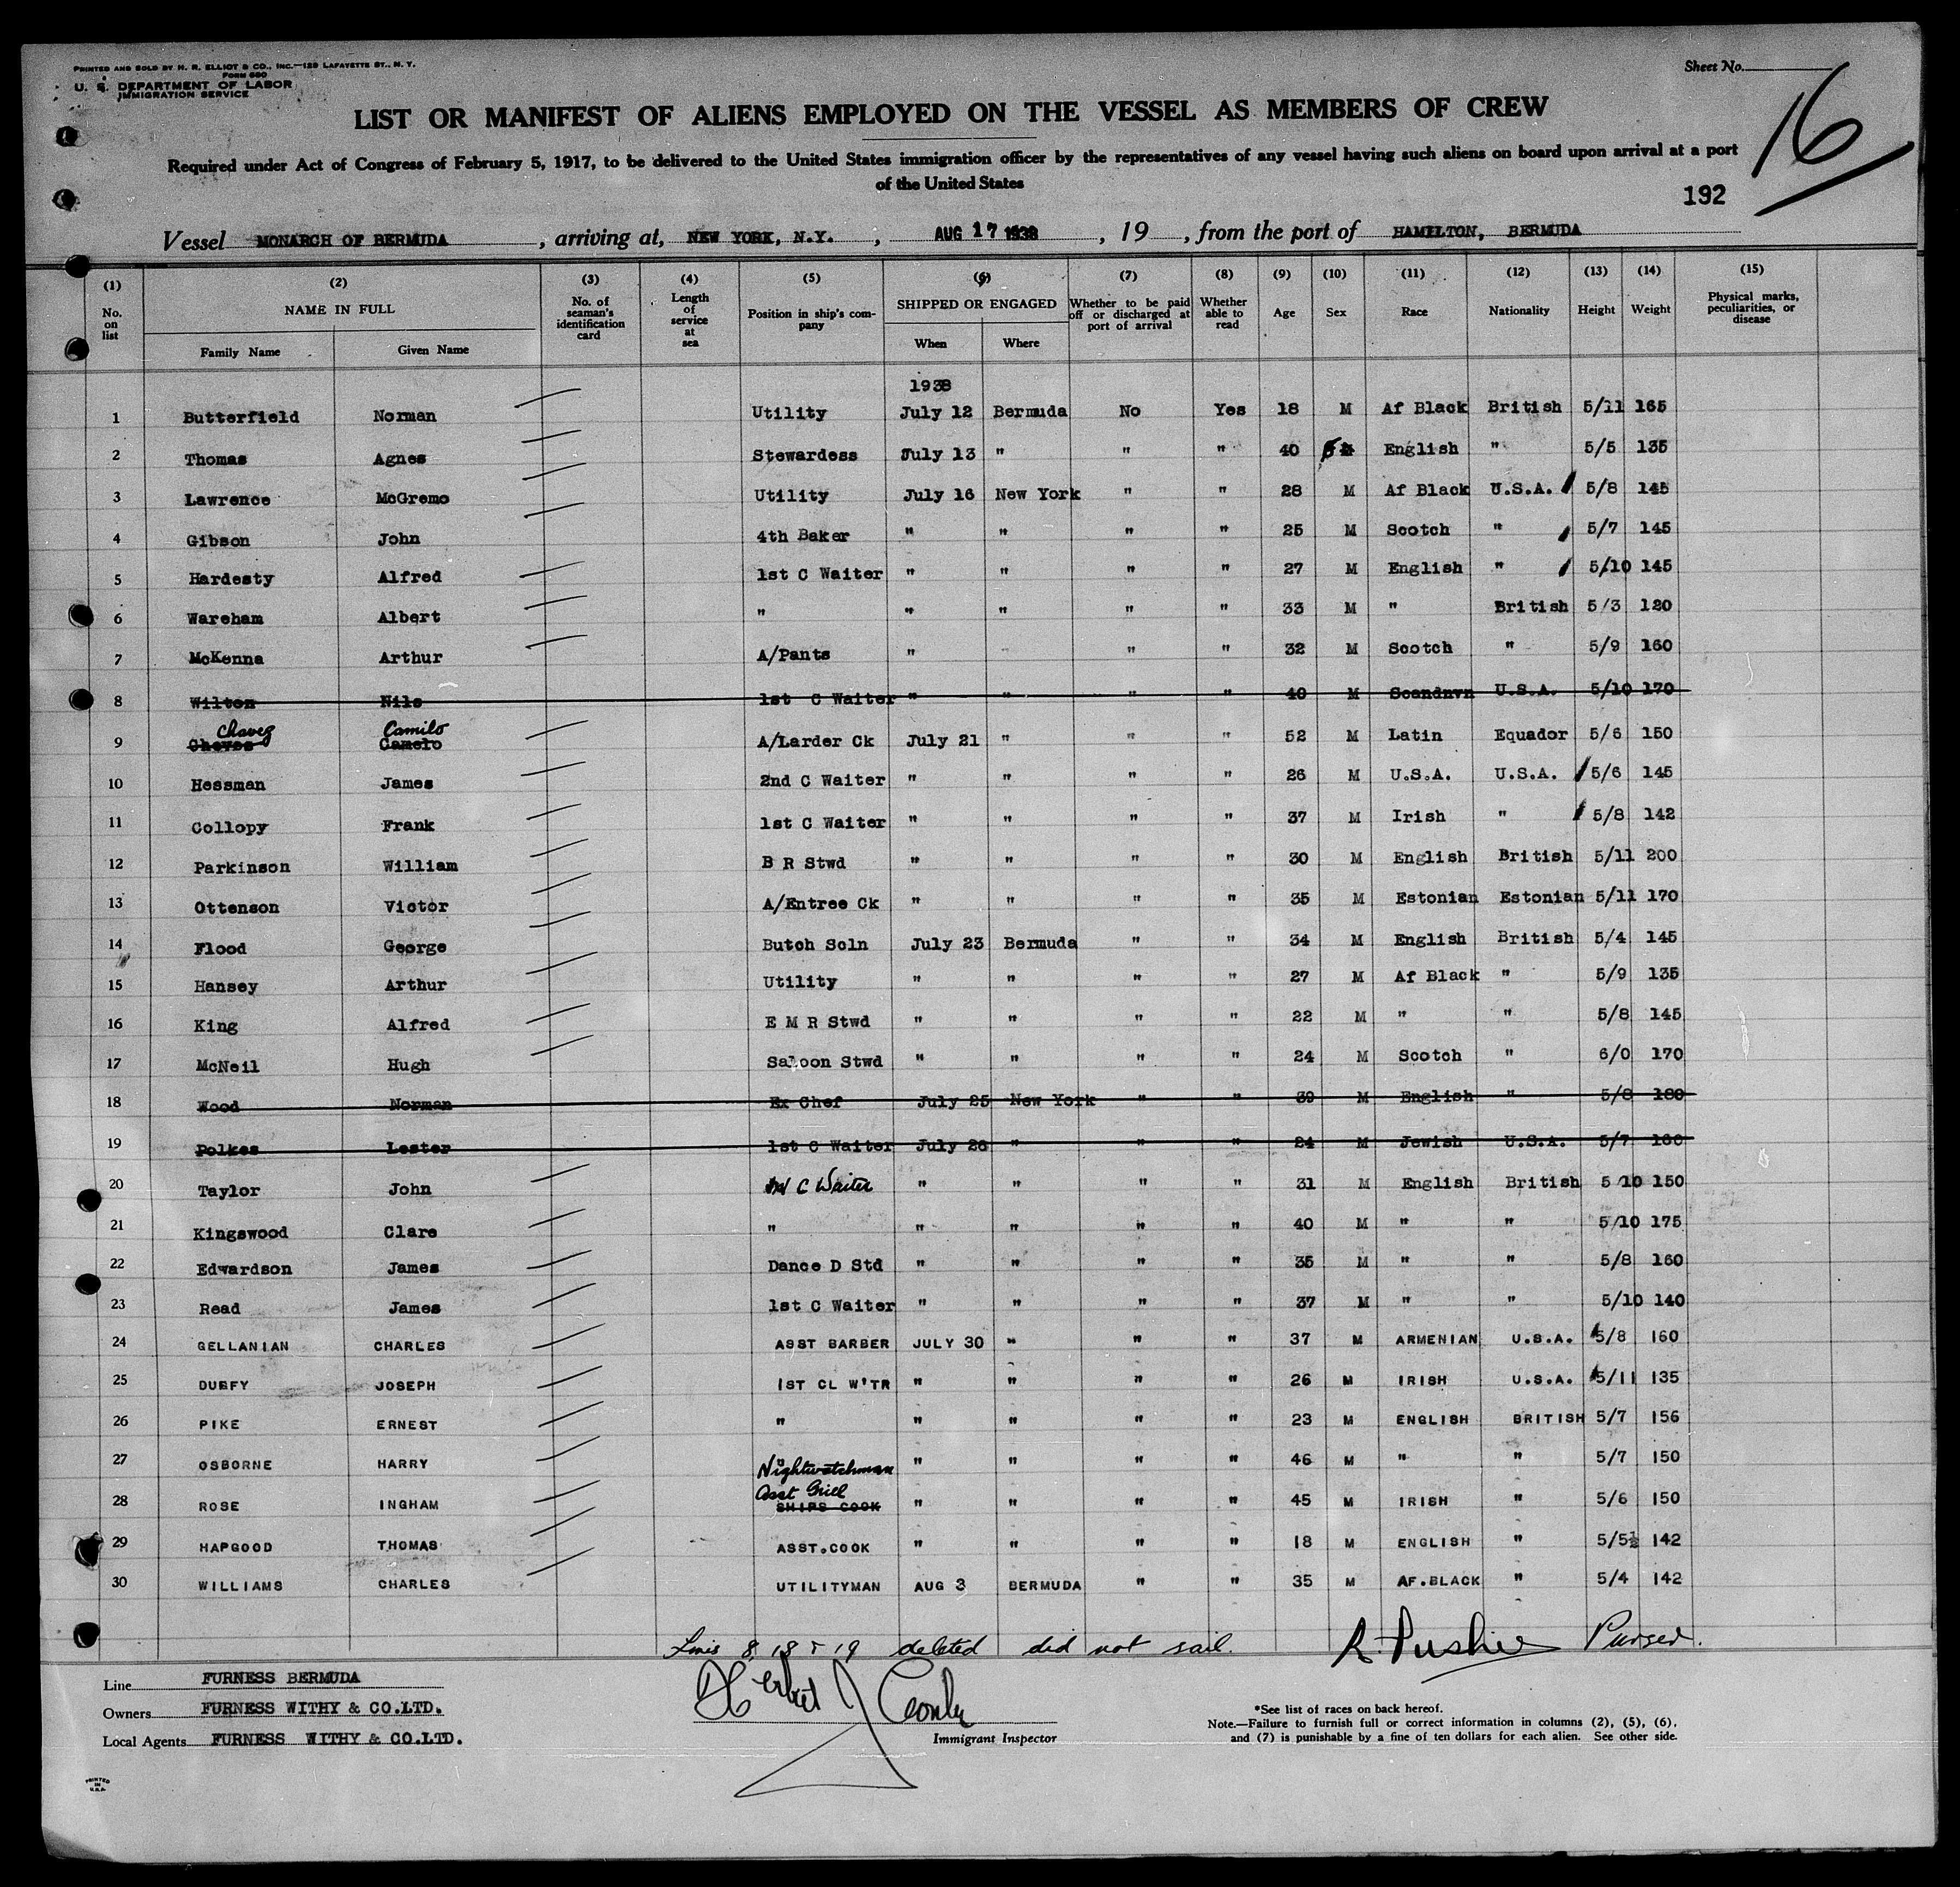 PRINTED AND SOLD BY H. R. ELLIOT & CO., INC.—129 LAFAYETTE ST., N. Y.
FORM 680
U. S. DEPARTMENT OF LABOR
IMMIGRATION SERVICE
Sheet No.
16
LIST OR MANIFEST OF ALIENS EMPLOYED ON THE VESSEL AS MEMBERS OF CREW
Required under Act of Congress of February 5, 1917, to be delivered to the United States immigration officer by the representatives of any vessel having such aliens on board upon arrival at a port
of the United States
192
Vessel MONARCH OF BERMUDA , arriving at, NEW YORK, N.Y. , AUG 17 1938 , 19 , from the port of HAMILTON, BERMUDA
(1) (2) (3) (4) (5) (6) (7) (8) (9) (10) (11) (12) (13) (14) (15)
No. on list NAME IN FULL Family Name Given Name No. of seaman's identification card Length of service at sea Position in ship's company SHIPPED OR ENGAGED When Where Whether to be paid off or discharged at port of arrival Whether able to read Age Sex Race Nationality Height Weight Physical marks, peculiarities, or disease
1938
1 Butterfield Norman Utility July 12 Bermuda No Yes 18 M Af Black British 5/11 165
2 Thomas Agnes Stewardess July 13 " " " 40 English " 5/5 135
3 Lawrence McGremo Utility July 16 New York " " 28 M Af Black U.S.A. 5/8 145
4 Gibson John 4th Baker " " " " 25 M Scotch " 5/7 145
5 Hardesty Alfred 1st C Waiter " " " " 27 M English " 5/10 145
6 Wareham Albert " " " " " 33 M " British 5/3 120
7 McKenna Arthur A/Pants " " " 32 M Scotch " 5/9 160
8 Wilton Nils 1st C Waiter " " " " 40 M Scandnvn U.S.A. 5/10 170
Chavez Camilo
9 Chaves Camelo A/Larder Ck July 21 " " " 52 M Latin Equador 5/6 150
10 Hessman James 2nd C Waiter " " " " 26 M U.S.A. U.S.A. 5/6 145
11 Collopy Frank 1st C Waiter " " " " 37 M Irish " 5/8 142
12 Parkinson William B R Stwd " " " " 30 M English British 5/11 200
13 Ottenson Victor A/Entree Ck " " " " 35 M Estonian Estonian 5/11 170
14 Flood George Butch Scln July 23 Bermuda " " 34 M English British 5/4 145
15 Hansey Arthur Utility " " " " 27 M Af Black " 5/9 135
16 King Alfred E M R Stwd " " " " 22 M " " 5/8 145
17 McNeil Hugh Saloon Stwd " " " " 24 M Scotch " 6/0 170
18 Wood Norman Ex Chef July 25 New York " " 39 M English " 5/8 180
19 Polkes Lester 1st C Waiter July 26 " " " 24 M Jewish U.S.A. 5/7 160
20 Taylor John C Waiter " " " " 31 M English British 5 10 150
21 Kingswood Clare " " " " " 40 M " " 5/10 175
22 Edwardson James Dance D Std " " " " 35 M " " 5/8 160
23 Read James 1st C Waiter " " " " 37 M " " 5/10 140
24 GELLANIAN CHARLES ASST BARBER JULY 30 " " " 37 M ARMENIAN U.S.A. 5/8 160
25 DUFFY JOSEPH 1ST CL W'TR " " " " 26 M IRISH U.S.A. 5/11 135
26 PIKE ERNEST " " " " " 23 M ENGLISH BRITISH 5/7 156
27 OSBORNE HARRY Nightwatchman " " " " 46 M " " 5/7 150
Asst Grill
28 ROSE INGHAM SHIPS COOK " " " " 45 M IRISH " 5/6 150
29 HAPGOOD THOMAS ASST.COOK " " " " 18 M ENGLISH " 5/5½ 142
30 WILLIAMS CHARLES UTILITYMAN AUG 3 BERMUDA " " 35 M AF.BLACK " 5/4 142
Lines 8, 18 & 19 deleted did not sail. Purser.
Line FURNESS BERMUDA
Owners FURNESS WITHY & CO.LTD.
Local Agents FURNESS WITHY & CO.LTD.
Immigrant Inspector
*See list of races on back hereof.
Note.—Failure to furnish full or correct information in columns (2), (5), (6),
and (7) is punishable by a fine of ten dollars for each alien. See other side.
PRINTED
IN
U.S.A.